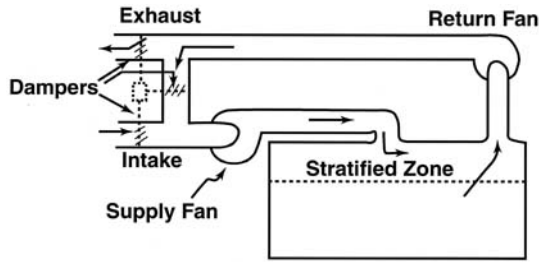 Exhaust
Return Fan
Dampers
Intake
Stratified Zone
Supply Fan